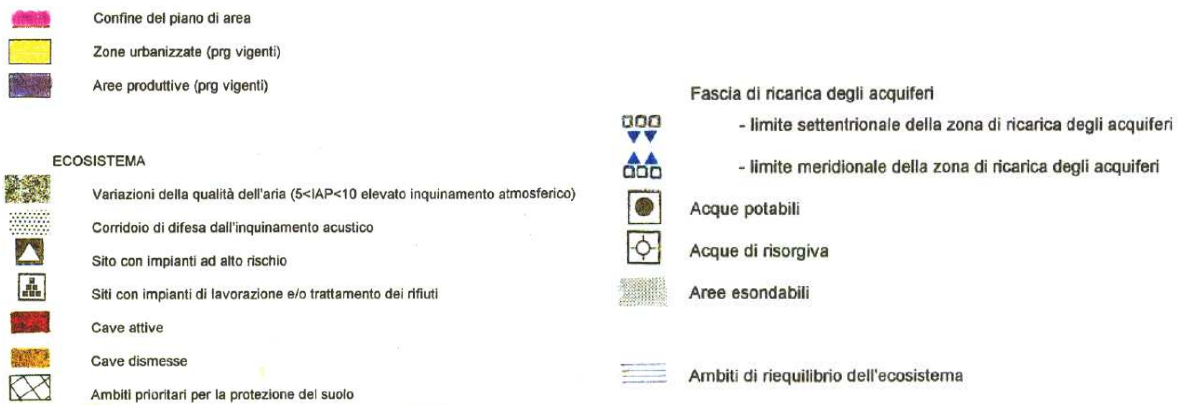 Confine del piano di area
Zone urbanizzate (prg vigenti)
Aree produttive (prg vigenti)
ECOSISTEMA
Variazioni della qualità dell'aria (5<IAP<10 elevato inquinamento atmosferico)
Corridoio di difesa dall'inquinamento acustico
Sito con impianti ad alto rischio
Siti con impianti di lavorazione e/o trattamento dei rifiuti
Cave attive
Cave dismesse
Ambiti prioritari per la protezione del suolo
Fascia di ricarica degli acquiferi
- limite settentrionale della zona di ricarica degli acquiferi
- limite meridionale della zona di ricarica degli acquiferi
Acque potabili
Acque di risorgiva
Aree esondabili
Ambiti di riequilibrio dell'ecosistema